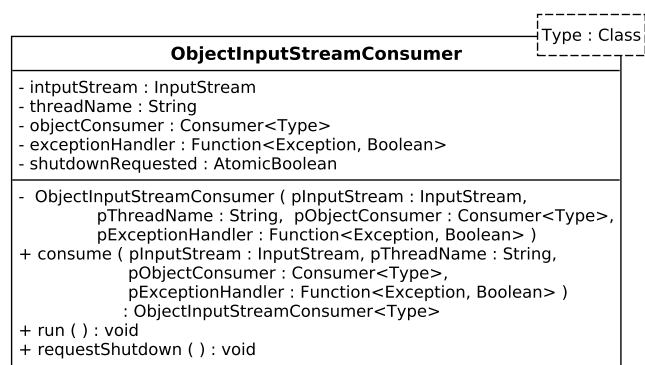 Type : Class
ObjectInputStreamConsumer
- intputStream : InputStream
- threadName : String
- objectConsumer : Consumer<Type>
- exceptionHandler : Function<Exception, Boolean>
- shutdownRequested : AtomicBoolean
- ObjectInputStreamConsumer ( pInputStream : InputStream,
pThreadName : String, pObjectConsumer : Consumer<Type>,
pExceptionHandler : Function<Exception, Boolean> )
+ consume ( pInputStream : InputStream, pThreadName : String,
pObjectConsumer : Consumer<Type>,
pExceptionHandler : Function<Exception, Boolean> )
: ObjectInputStreamConsumer<Type>
+ run ( ) : void
+ requestShutdown ( ) : void